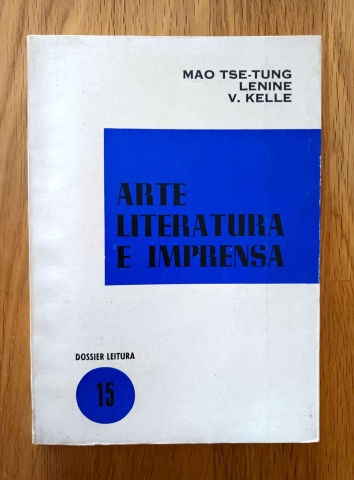 MAO TSE-TUNG
LENINE
V. KELLE
ARTE
LITERATURA
E IMPRENSA
DOSSIER LEITURA
15